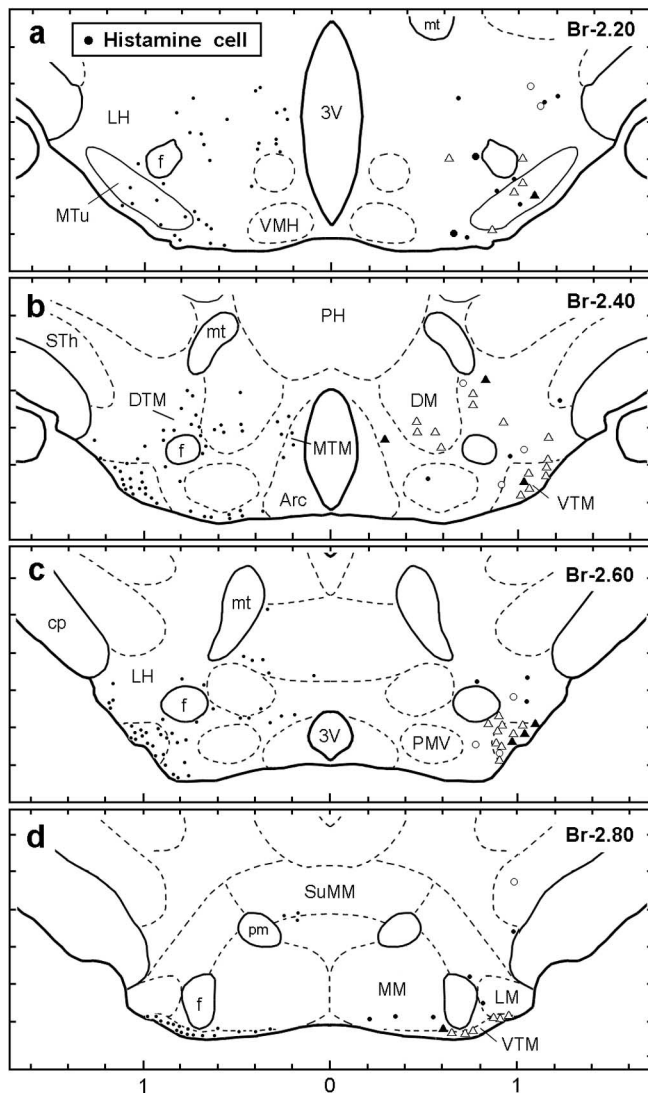 a
● Histamine cell
mt
Br-2.20
LH
3V
f
MTu
VMH
b
Br-2.40
PH
mt
STh
DTM
DM
MTM
f
Arc
VTM
c
Br-2.60
mt
cp
LH
f
3V
PMV
d
Br-2.80
SuMM
pm
MM
LM
f
VTM
1 0 1